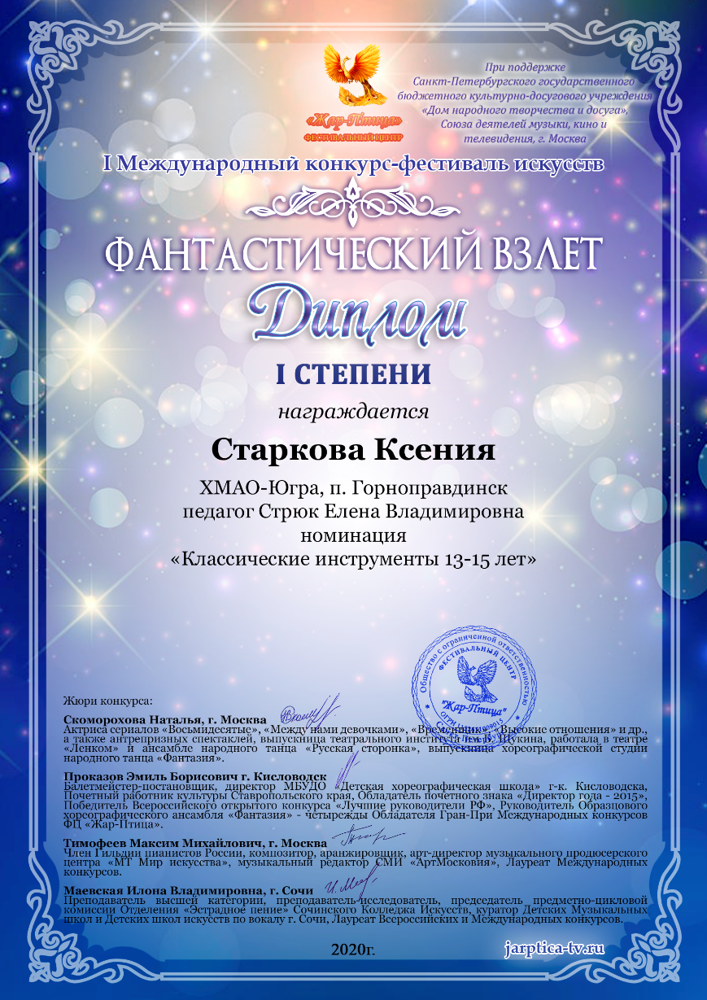 При поддержке
Санкт-Петербургского государственного
бюджетного культурно-досугового учреждения
«Дом народного творчества и досуга»,
Союза деятелей музыки, кино и
телевидения, г. Москва
«Жар-Птица»
ФЕСТИВАЛЬНЫЙ ЦЕНТР
I Международный конкурс-фестиваль искусств
ФАНТАСТИЧЕСКИЙ ВЗЛЕТ
Диплом
I СТЕПЕНИ
награждается
Старкова Ксения
ХМАО-Югра, п. Горноправдинск
педагог Стрюк Елена Владимировна
номинация
«Классические инструменты 13-15 лет»
Общество с ограниченной ответственностью
ФЕСТИВАЛЬНЫЙ ЦЕНТР
"Жар-Птица"
Жюри конкурса:
Скоморохова Наталья, г. Москва
Актриса сериалов «Восьмидесятые», «Между нами девочками», «Временщик», «Высокие отношения» и др.,
а также антрепризных спектаклей, выпускница театрального института им.Б. Щукина, работала в театре
«Ленком» и ансамбле народного танца «Русская сторонка», выпускница хореографической студии
народного танца «Фантазия».
Проказов Эмиль Борисович г. Кисловодск
Балетмейстер-постановщик, директор МБУДО «Детская хореографическая школа» г-к. Кисловодска,
Почетный работник культуры Ставропольского края, Обладатель почетного знака «Директор года - 2015»,
Победитель Всероссийского открытого конкурса «Лучшие руководители РФ», Руководитель Образцового
хореографического ансамбля «Фантазия» - четырежды Обладателя Гран-При Международных конкурсов
ФЦ «Жар-Птица».
Тимофеев Максим Михайлович, г. Москва
Член Гильдии пианистов России, композитор, аранжировщик, арт-директор музыкального продюсерского
центра «МТ Мир искусства», музыкальный редактор СМИ «АртМосковия», Лауреат Международных
конкурсов.
Маевская Илона Владимировна, г. Сочи
Преподаватель высшей категории, преподаватель-исследователь, председатель предметно-цикловой
комиссии Отделения «Эстрадное пение» Сочинского Колледжа Искусств, куратор Детских Музыкальных
школ и Детских школ искусств по вокалу г. Сочи, Лауреат Всероссийских и Международных конкурсов.
2020г.
jarptica-tv.ru